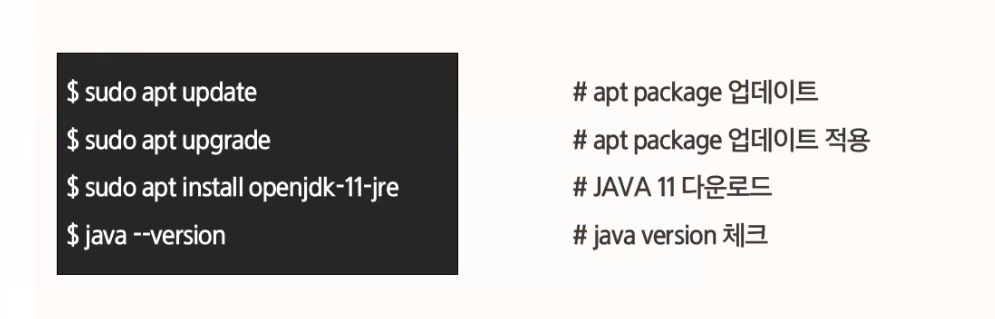 $ sudo apt update # apt package 업데이트
$ sudo apt upgrade # apt package 업데이트 적용
$ sudo apt install openjdk-11-jre # JAVA 11 다운로드
$ java --version # java version 체크